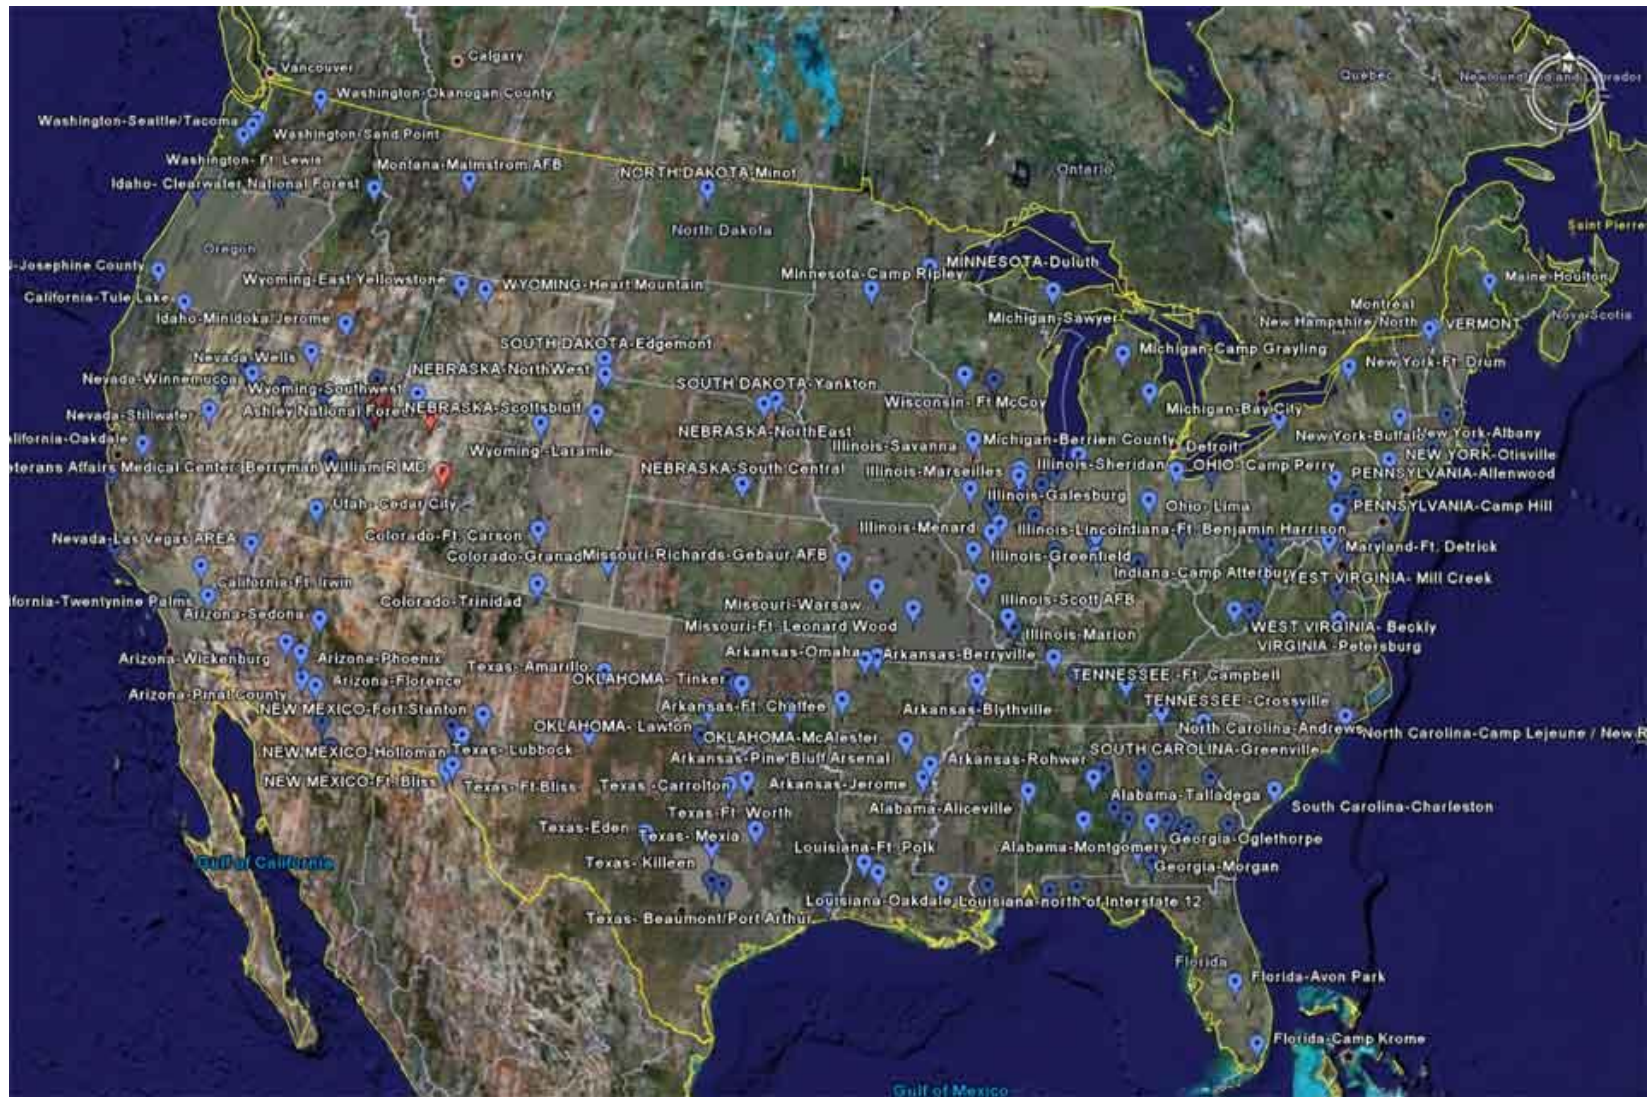 Calgary
Vancouver
Québec
Newfoundland and Labrador
N
Washington-Okanogan County
Washington-Seattle/Tacoma
Washington-Sand Point
Washington- Ft. Lewis
Montana-Malmstrom AFB
NORTH DAKOTA-Minot
Ontario
Idaho- Clearwater National Forest
North Dakota
Saint Pierre
Oregon
-Josephine County
Wyoming-East Yellowstone
WYOMING-Heart Mountain
Minnesota-Camp Ripley
MINNESOTA-Duluth
Maine-Houlton
California-Tule Lake
Montréal
Nova Scotia
Idaho-Minidoka/Jerome
Michigan-Sawyer
New Hampshire/North
VERMONT
SOUTH DAKOTA-Edgemont
Michigan-Camp Grayling
Nevada-Wells
New York-Ft. Drum
NEBRASKA-NorthWest
Nevada-Winnemucca
Wyoming-Southwest
SOUTH DAKOTA-Yankton
Wisconsin- Ft McCoy
Nevada-Stillwater
Ashley National Fore
NEBRASKA-Scottsbluff
Michigan-Bay City
NEBRASKA-NorthEast
New York-Buffalo
New York-Albany
lifornia-Oakdale
Wyoming-Laramie
Illinois-Savanna
Michigan-Berrien County
Detroit
NEW YORK-Otisville
eterans Affairs Medical Center: Berryman William R MD
NEBRASKA-South Central
Illinois-Marseilles
Illinois-Sheridan
OHIO- Camp Perry
PENNSYLVANIA-Allenwood
Illinois-Galesburg
Utah- Cedar City
Ohio- Lima
PENNSYLVANIA-Camp Hill
Nevada-Las Vegas AREA
Colorado-Ft. Carson
Illinois-Menard
Illinois-Lincoln
Indiana-Ft. Benjamin Harrison
Maryland-Ft. Detrick
Colorado-Granad
Missouri-Richards-Gebaur AFB
Illinois-Greenfield
Indiana-Camp Atterbury
WEST VIRGINIA- Mill Creek
California-Ft. Irwin
lifornia-Twentynine Palms
Colorado-Trinidad
Missouri-Warsaw
Illinois-Scott AFB
Arizona-Sedona
Missouri-Ft. Leonard Wood
Illinois-Marion
WEST VIRGINIA- Beckly
VIRGINIA -Petersburg
Arizona-Wickenburg
Arizona-Phoenix
Texas- Amarillo
Arkansas-Omaha
Arkansas-Berryville
Arizona-Florence
OKLAHOMA- Tinker
TENNESSEE -Ft .Campbell
Arizona-Pinal County
NEW MEXICO-Fort Stanton
Arkansas-Ft. Chaffee
Arkansas-Blythville
TENNESSEE-Crossville
OKLAHOMA- Lawton
North Carolina-Andrews
North Carolina-Camp Lejeune / New R
OKLAHOMA-McAlester
NEW MEXICO-Holloman
Texas- Lubbock
SOUTH CAROLINA-Greenville
Arkansas-Pine Bluff Arsenal
Arkansas-Rohwer
NEW MEXICO-Ft. Bliss
Texas- Ft Bliss
Texas -Carrolton
Arkansas-Jerome
Alabama-Talladega
Alabama-Aliceville
South Carolina-Charleston
Texas-Ft. Worth
Texas-Eden
Texas- Mexia
Georgia-Oglethorpe
Louisiana-Ft. Polk
Alabama-Montgomery
Gulf of California
Texas- Killeen
Georgia-Morgan
Louisiana-Oakdale
Louisiana-north of Interstate 12
Texas- Beaumont/Port Arthur
Florida
Florida-Avon Park
Florida-Camp Krome
Gulf of Mexico